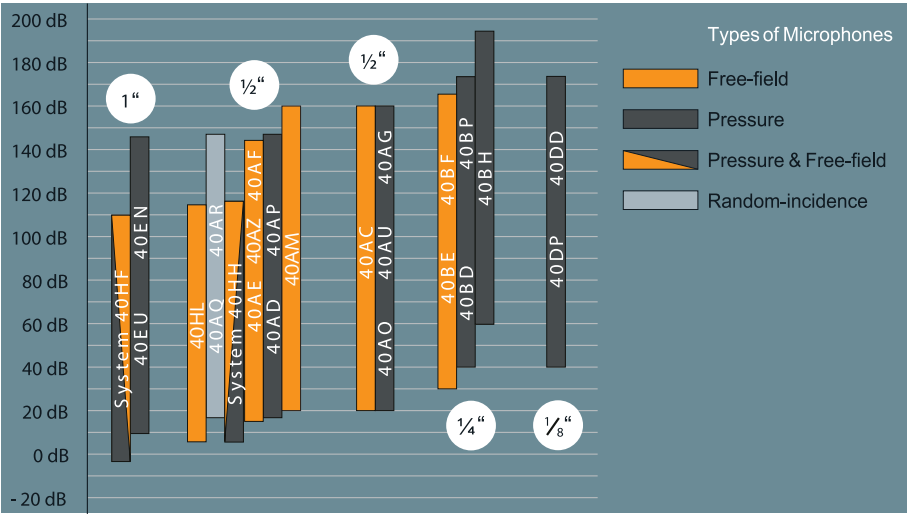 200 dB
180 dB
160 dB
140 dB
120 dB
100 dB
80 dB
60 dB
40 dB
20 dB
0 dB
- 20 dB
1“
½“
½“
¼“
⅛“
System 40HF
40EU 40EN
40HL
40AQ 40AR
System 40HH
40AE 40AZ 40AF
40AD 40AP
40AM
40AC
40AO 40AU 40AG
40BE 40BF
40BD 40BP
40BH
40DP 40DD
Types of Microphones
Free-field
Pressure
Pressure & Free-field
Random-incidence